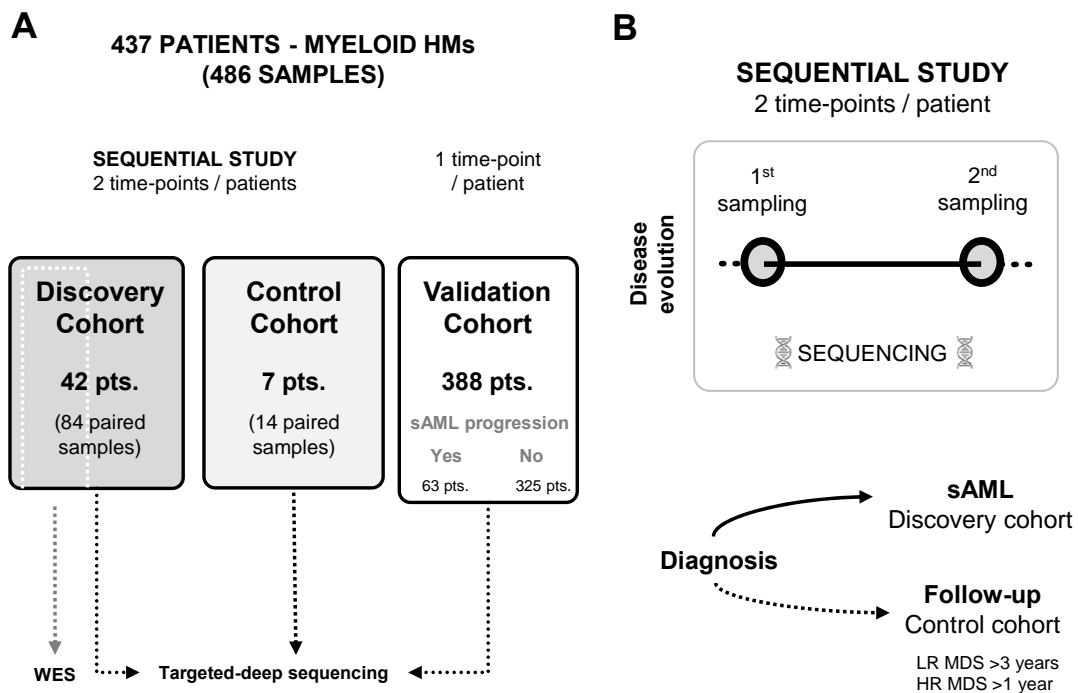 A
437 PATIENTS - MYELOID HMs
(486 SAMPLES)
SEQUENTIAL STUDY
2 time-points / patients
1 time-point
/ patient
Discovery
Cohort
42 pts.
(84 paired
samples)
Control
Cohort
7 pts.
(14 paired
samples)
Validation
Cohort
388 pts.
sAML progression
Yes No
63 pts. 325 pts.
WES
Targeted-deep sequencing
B
SEQUENTIAL STUDY
2 time-points / patient
Disease
evolution
1st
sampling
2nd
sampling
SEQUENCING
Diagnosis
sAML
Discovery cohort
Follow-up
Control cohort
LR MDS >3 years
HR MDS >1 year